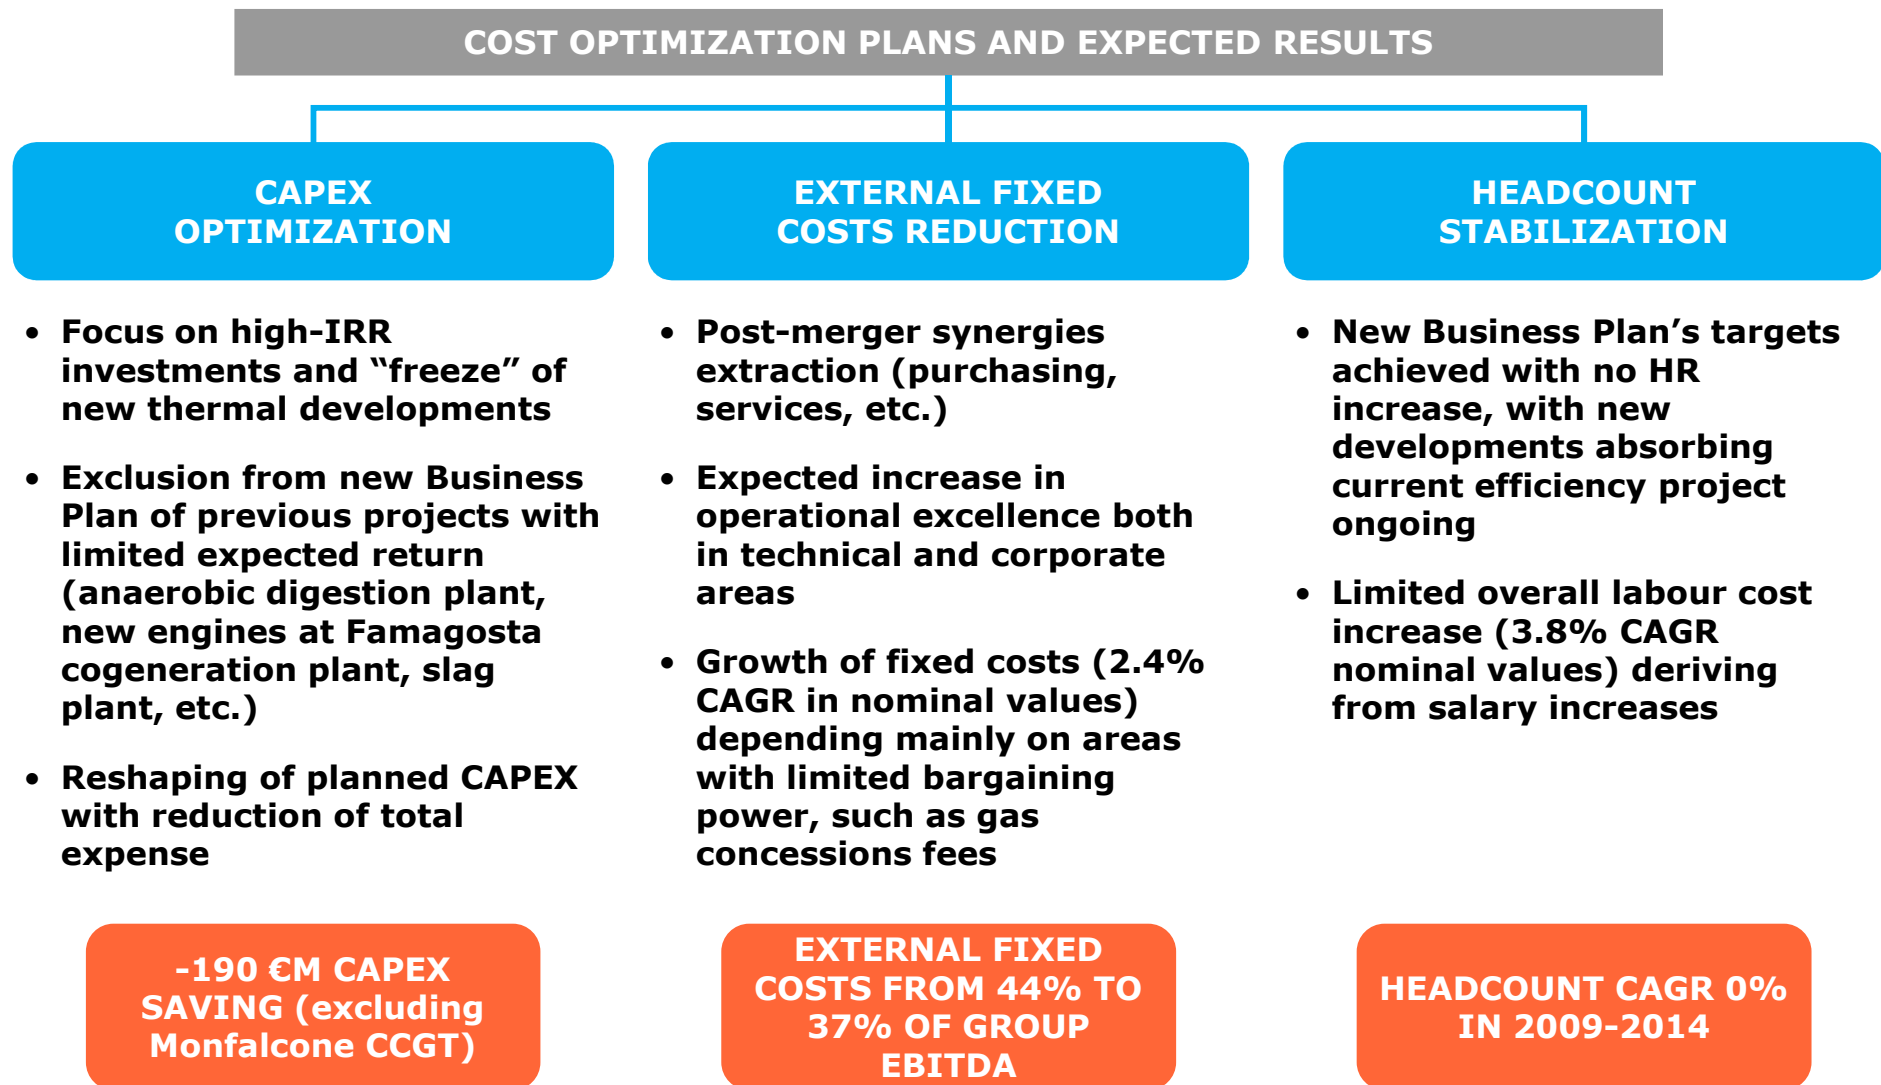 COST OPTIMIZATION PLANS AND EXPECTED RESULTS
CAPEX
OPTIMIZATION
• Focus on high-IRR
investments and “freeze” of
new thermal developments
• Exclusion from new Business
Plan of previous projects with
limited expected return
(anaerobic digestion plant,
new engines at Famagosta
cogeneration plant, slag
plant, etc.)
• Reshaping of planned CAPEX
with reduction of total
expense
-190 €M CAPEX
SAVING (excluding
Monfalcone CCGT)
EXTERNAL FIXED
COSTS REDUCTION
• Post-merger synergies
extraction (purchasing,
services, etc.)
• Expected increase in
operational excellence both
in technical and corporate
areas
• Growth of fixed costs (2.4%
CAGR in nominal values)
depending mainly on areas
with limited bargaining
power, such as gas
concessions fees
EXTERNAL FIXED
COSTS FROM 44% TO
37% OF GROUP
EBITDA
HEADCOUNT
STABILIZATION
• New Business Plan’s targets
achieved with no HR
increase, with new
developments absorbing
current efficiency project
ongoing
• Limited overall labour cost
increase (3.8% CAGR
nominal values) deriving
from salary increases
HEADCOUNT CAGR 0%
IN 2009-2014